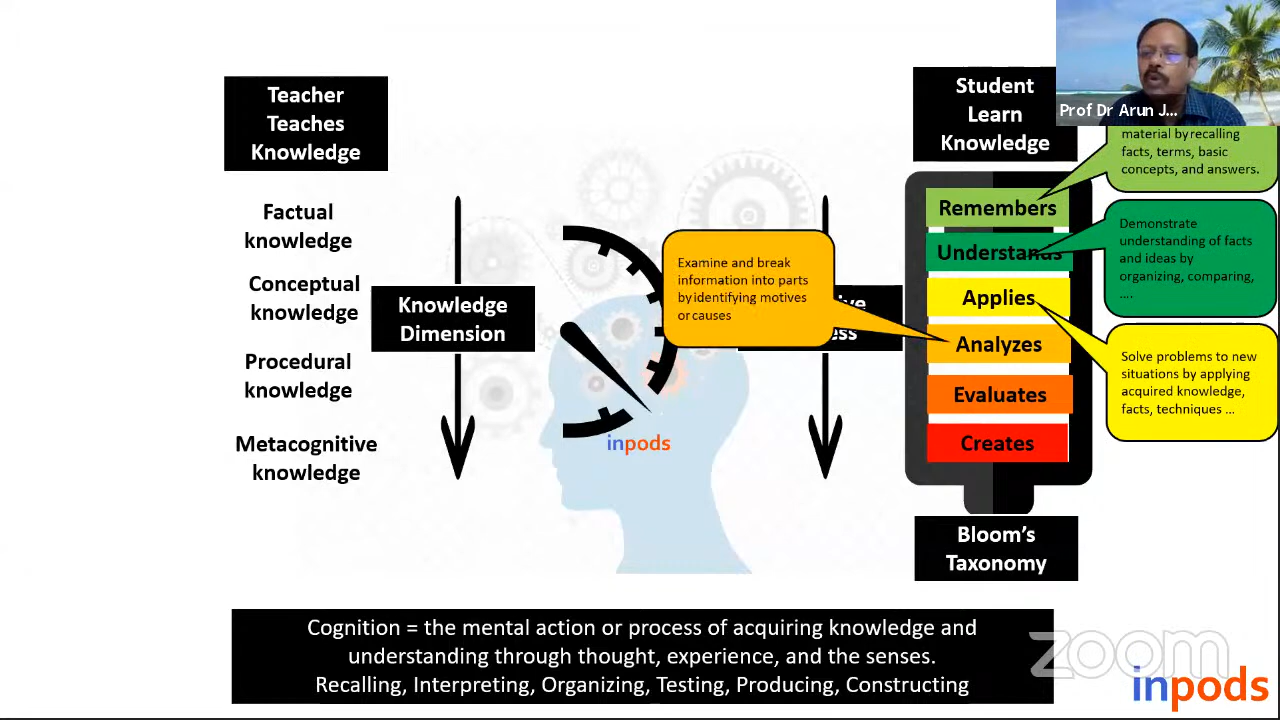 Teacher
Teaches
Knowledge
Factual
knowledge
Conceptual
knowledge
Procedural
knowledge
Metacognitive
knowledge
Knowledge
Dimension
inpods
Examine and break
information into parts
by identifying motives
or causes
Student
Learn
Knowledge
Remembers
Understands
Applies
Analyzes
Evaluates
Creates
Bloom's
Taxonomy
Prof Dr Arun J...
material by recalling
facts, terms, basic
concepts, and answers.
Demonstrate
understanding of facts
and ideas by
organizing, comparing,
....
Solve problems to new
situations by applying
acquired knowledge,
facts, techniques ...
Cognition = the mental action or process of acquiring knowledge and
understanding through thought, experience, and the senses.
Recalling, Interpreting, Organizing, Testing, Producing, Constructing
zoom
inpods